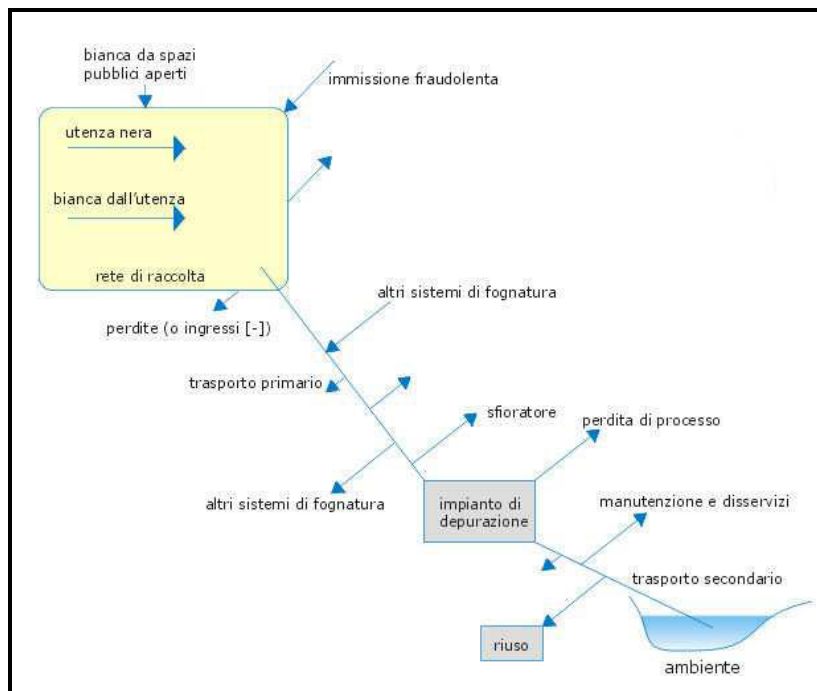 bianca da spazi
pubblici aperti
immissione fraudolenta
utenza nera
bianca dall'utenza
rete di raccolta
altri sistemi di fognatura
perdite (o ingressi [-])
trasporto primario
sfioratore
perdita di processo
altri sistemi di fognatura
impianto di
depurazione
manutenzione e disservizi
trasporto secondario
riuso
ambiente